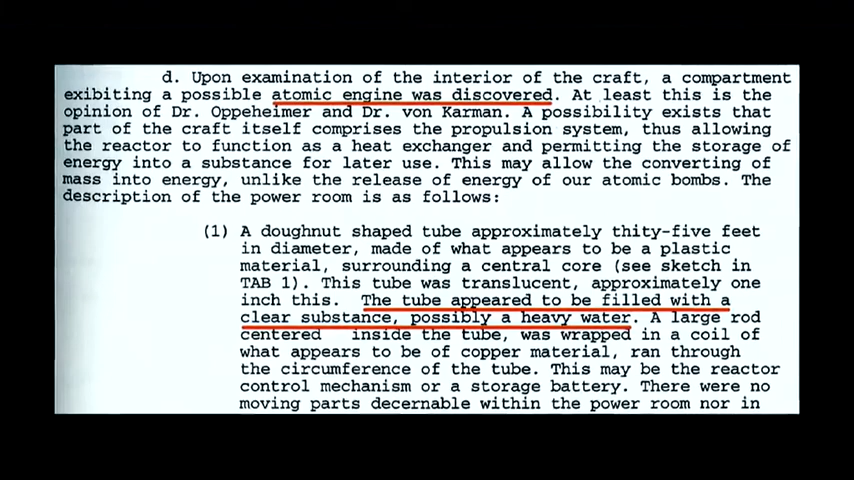 d. Upon examination of the interior of the craft, a compartment
exibiting a possible atomic engine was discovered. At least this is the
opinion of Dr. Oppeheimer and Dr. von Karman. A possibility exists that
part of the craft itself comprises the propulsion system, thus allowing
the reactor to function as a heat exchanger and permitting the storage of
energy into a substance for later use. This may allow the converting of
mass into energy, unlike the release of energy of our atomic bombs. The
description of the power room is as follows:
(1) A doughnut shaped tube approximately thity-five feet
in diameter, made of what appears to be a plastic
material, surrounding a central core (see sketch in
TAB 1). This tube was translucent, approximately one
inch this. The tube appeared to be filled with a
clear substance, possibly a heavy water. A large rod
centered inside the tube, was wrapped in a coil of
what appears to be of copper material, ran through
the circumference of the tube. This may be the reactor
control mechanism or a storage battery. There were no
moving parts decernable within the power room nor in